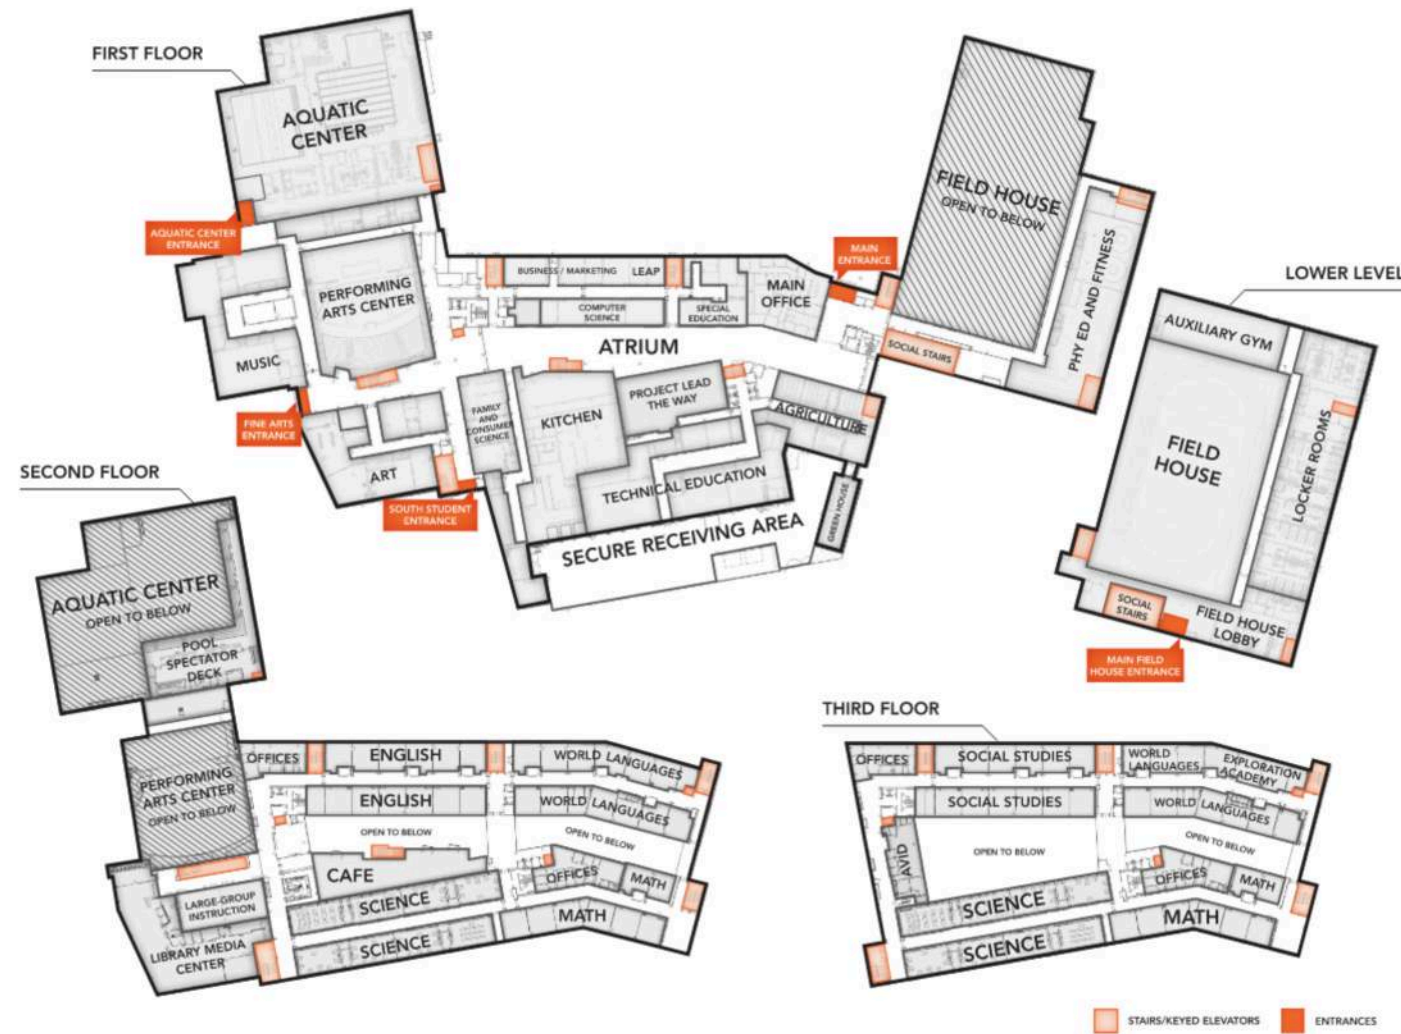 FIRST FLOOR
AQUATIC
CENTER
AQUATIC CENTER
ENTRANCE
PERFORMING
ARTS CENTER
MUSIC
FINE ARTS
ENTRANCE
ART
SOUTH STUDENT
ENTRANCE
BUSINESS / MARKETING
LEAP
COMPUTER
SCIENCE
SPECIAL
EDUCATION
MAIN
OFFICE
MAIN
ENTRANCE
ATRIUM
FAMILY
AND
CONSUMER
SCIENCE
KITCHEN
PROJECT LEAD
THE WAY
AGRICULTURE
TECHNICAL EDUCATION
SECURE RECEIVING AREA
GREEN HOUSE
FIELD HOUSE
OPEN TO BELOW
SOCIAL STAIRS
PHY ED AND FITNESS
LOWER LEVEL
AUXILIARY GYM
FIELD
HOUSE
LOCKER ROOMS
SOCIAL
STAIRS
FIELD HOUSE
LOBBY
MAIN FIELD
HOUSE ENTRANCE
SECOND FLOOR
AQUATIC CENTER
OPEN TO BELOW
POOL
SPECTATOR
DECK
PERFORMING
ARTS CENTER
OPEN TO BELOW
OFFICES
ENGLISH
WORLD LANGUAGES
ENGLISH
WORLD LANGUAGES
OPEN TO BELOW
OPEN TO BELOW
CAFE
OFFICES
MATH
LARGE-GROUP
INSTRUCTION
SCIENCE
MATH
LIBRARY MEDIA
CENTER
SCIENCE
THIRD FLOOR
OFFICES
SOCIAL STUDIES
WORLD
LANGUAGES
EXPLORATION
ACADEMY
SOCIAL STUDIES
WORLD LANGUAGES
OPEN TO BELOW
OPEN TO BELOW
AVID
OFFICES
MATH
SCIENCE
MATH
SCIENCE
STAIRS/KEYED ELEVATORS
ENTRANCES